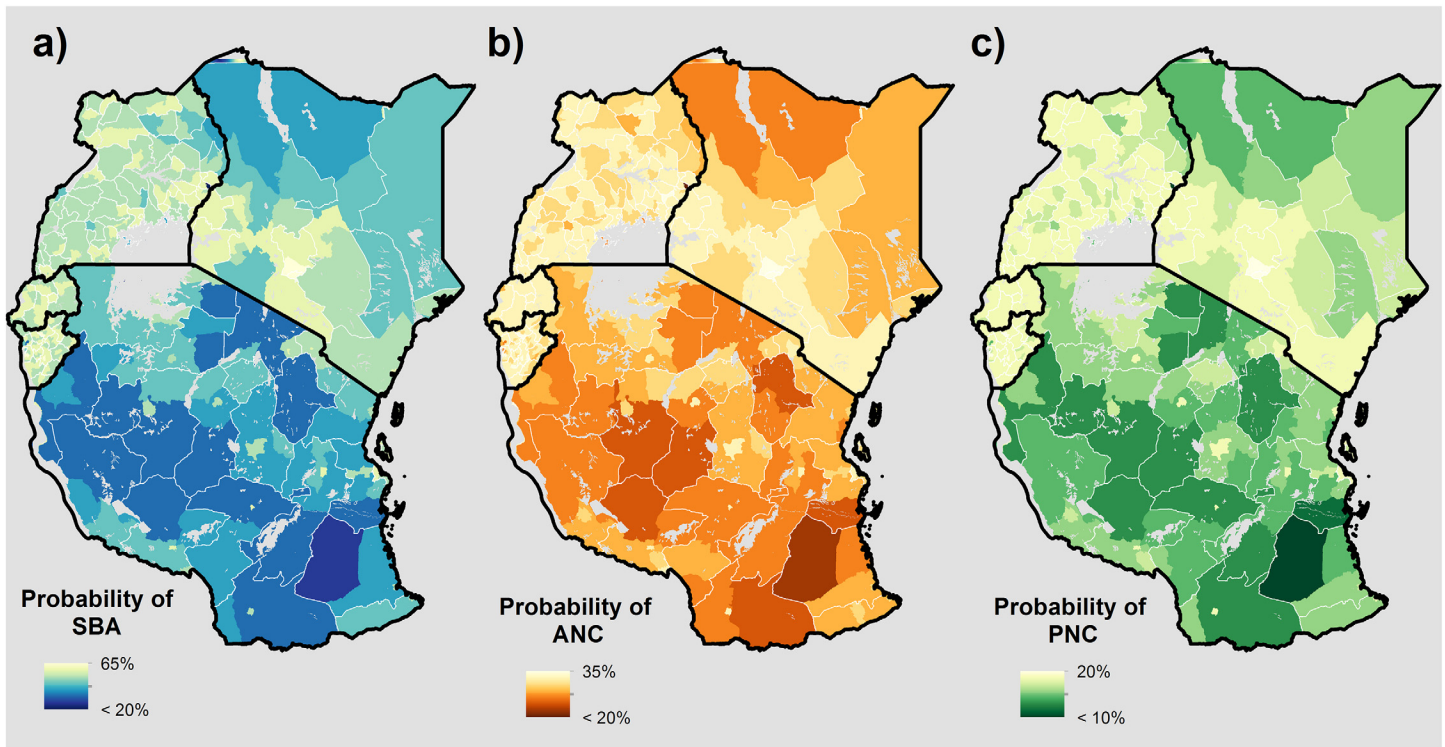 a)
b)
c)
Probability of
SBA
65%
< 20%
Probability of
ANC
35%
< 20%
Probability of
PNC
20%
< 10%